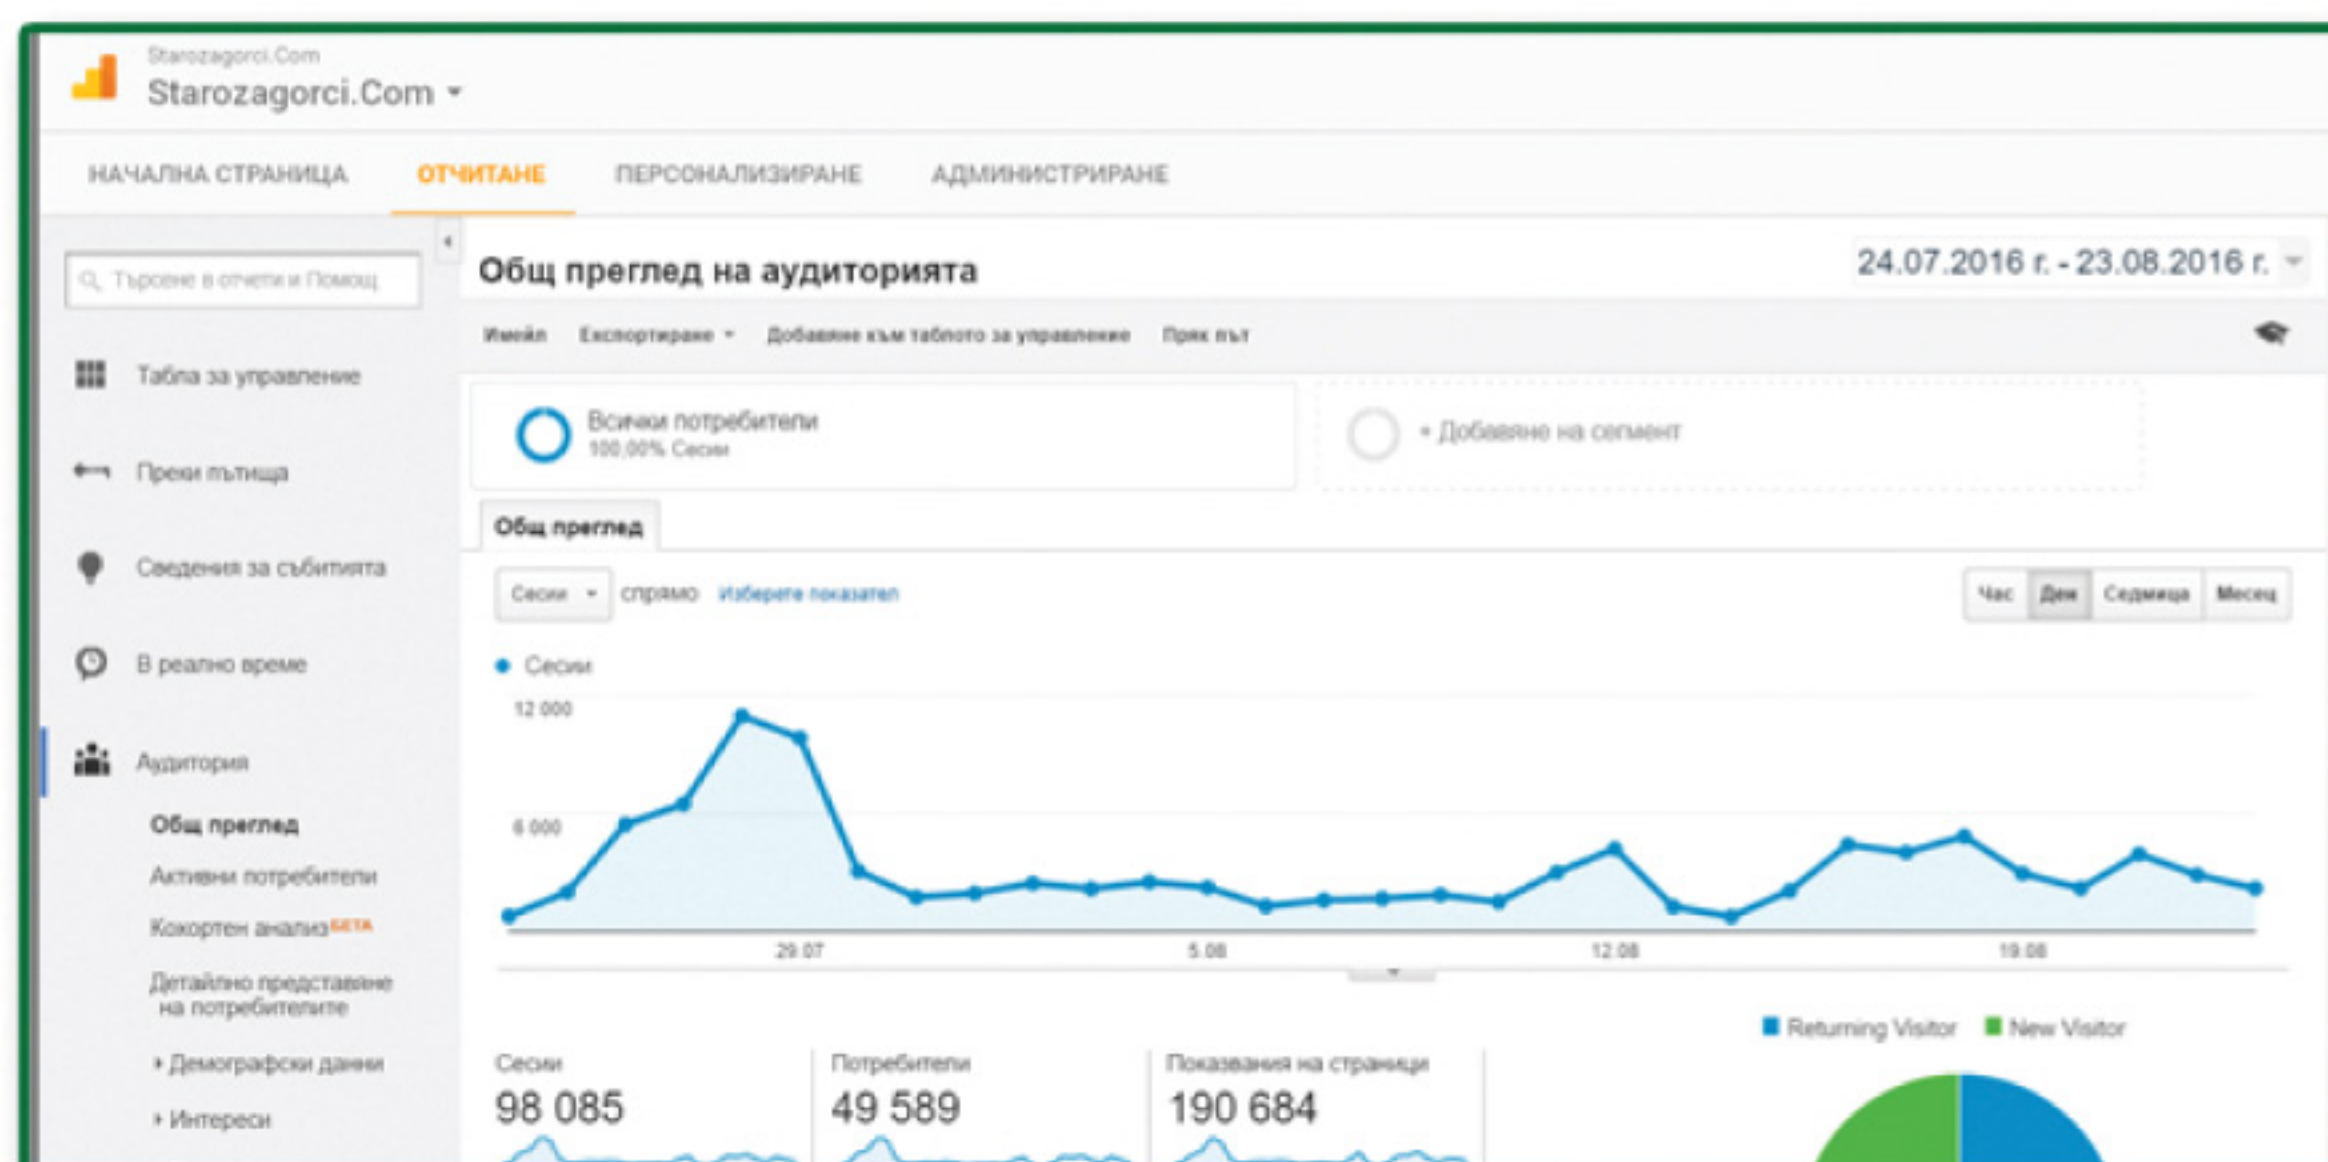 Starozagorci.Com
Starozagorci.Com
НАЧАЛНА СТРАНИЦА ОТЧИТАНЕ ПЕРСОНАЛИЗИРАНЕ АДМИНИСТРИРАНЕ
Търсене в отчети и Помощ
Общ преглед на аудиторията
24.07.2016 г. - 23.08.2016 г.
Имейл Експортиране Добавяне към таблото за управление Пряк път
Табла за управление
Преки пътища
Сведения за събитията
В реално време
Аудитория
Общ преглед
Активни потребители
Кохортен анализ БЕТА
Детайлно представяне
на потребителите
Демографски данни
Интереси
Всички потребители
100,00% Сесии
+ Добавяне на сегмент
Общ преглед
Сесии спрямо Изберете показател
Час Ден Седмица Месец
Сесии
12 000
6 000
29.07 5.08 12.08 19.08
Returning Visitor New Visitor
Сесии
98 085
Потребители
49 589
Показвания на страници
190 684